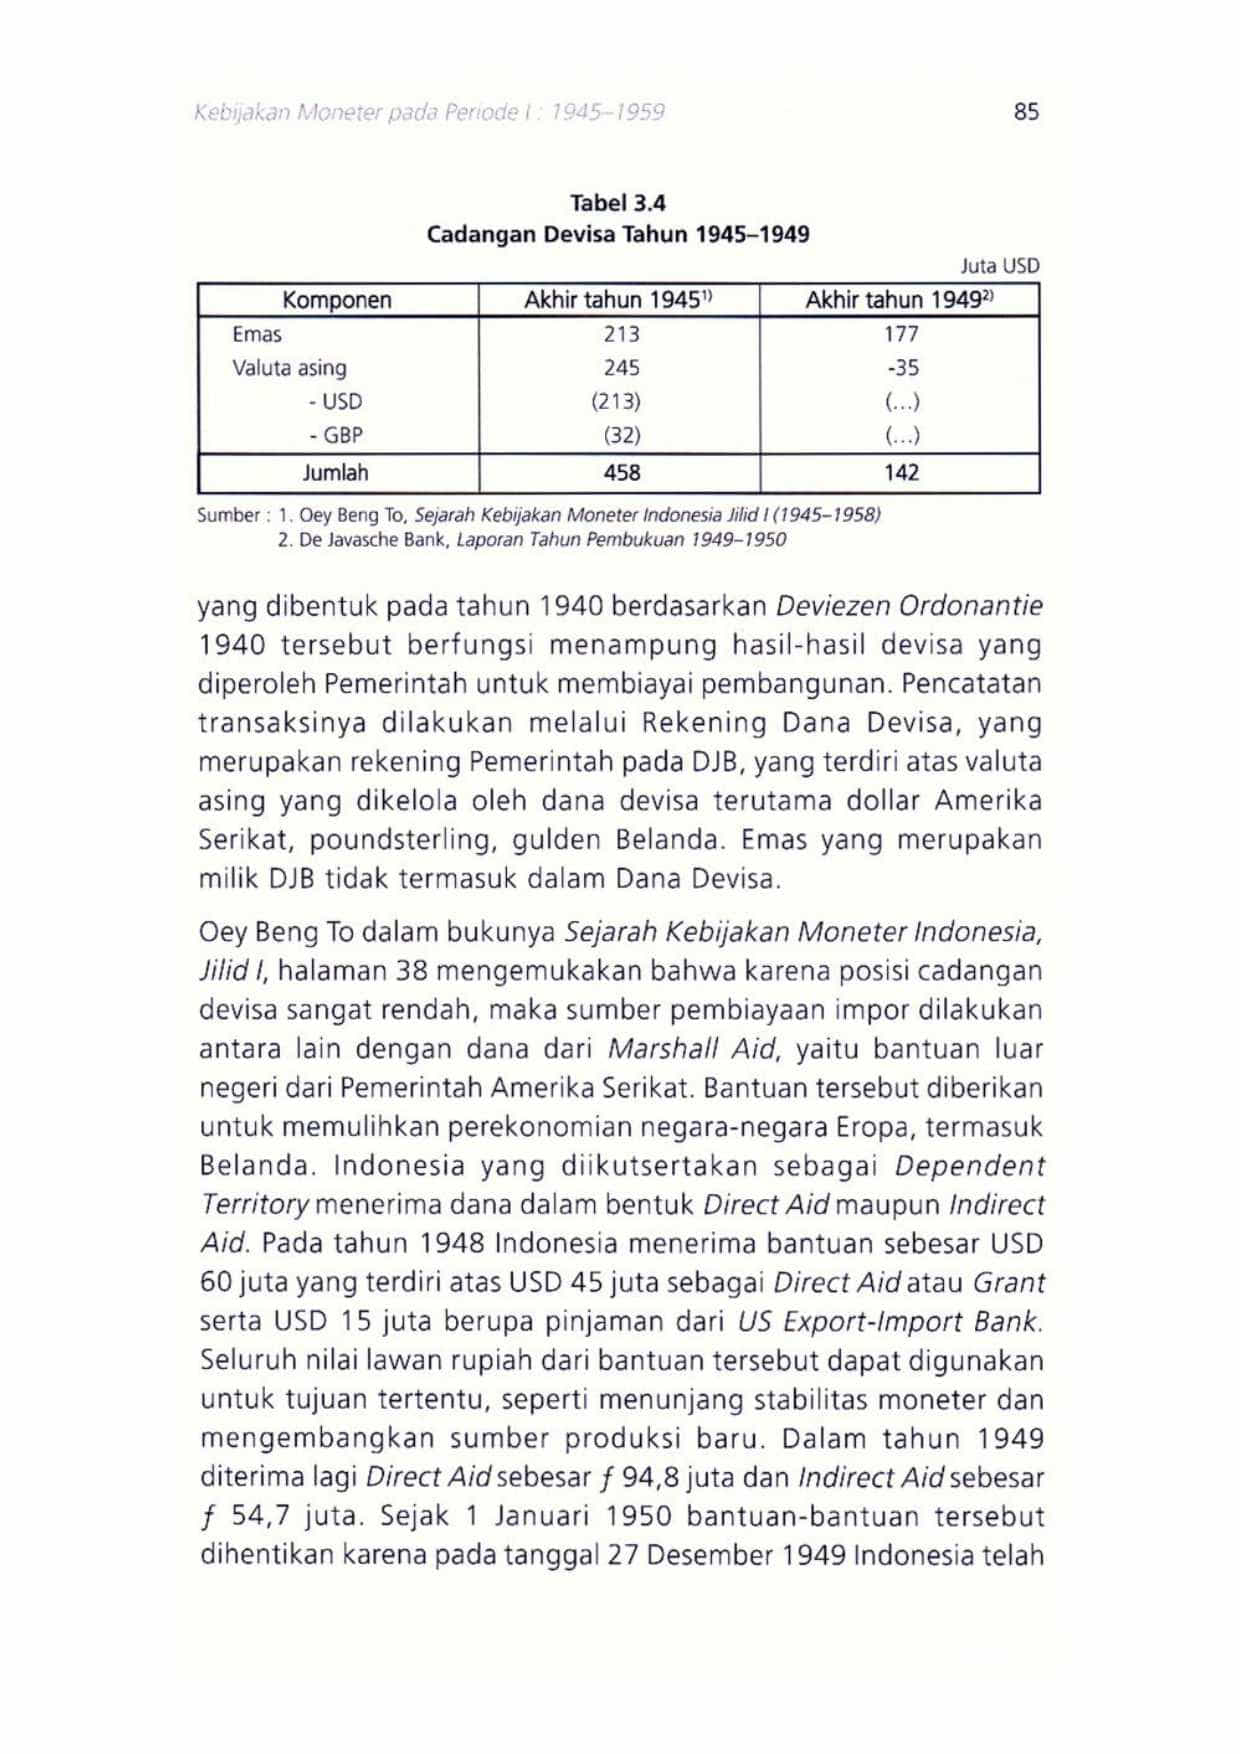 Kebijakan Moneter pada Periode I : 1945–1959 85
Tabel 3.4
Cadangan Devisa Tahun 1945–1949
Juta USD
Komponen Akhir tahun 1945¹⁾ Akhir tahun 1949²⁾
Emas 213 177
Valuta asing 245 -35
- USD (213) (...)
- GBP (32) (...)
Jumlah 458 142
Sumber : 1. Oey Beng To, Sejarah Kebijakan Moneter Indonesia Jilid I (1945–1958)
2. De Javasche Bank, Laporan Tahun Pembukuan 1949–1950
yang dibentuk pada tahun 1940 berdasarkan Deviezen Ordonantie
1940 tersebut berfungsi menampung hasil-hasil devisa yang
diperoleh Pemerintah untuk membiayai pembangunan. Pencatatan
transaksinya dilakukan melalui Rekening Dana Devisa, yang
merupakan rekening Pemerintah pada DJB, yang terdiri atas valuta
asing yang dikelola oleh dana devisa terutama dollar Amerika
Serikat, poundsterling, gulden Belanda. Emas yang merupakan
milik DJB tidak termasuk dalam Dana Devisa.
Oey Beng To dalam bukunya Sejarah Kebijakan Moneter Indonesia,
Jilid I, halaman 38 mengemukakan bahwa karena posisi cadangan
devisa sangat rendah, maka sumber pembiayaan impor dilakukan
antara lain dengan dana dari Marshall Aid, yaitu bantuan luar
negeri dari Pemerintah Amerika Serikat. Bantuan tersebut diberikan
untuk memulihkan perekonomian negara-negara Eropa, termasuk
Belanda. Indonesia yang diikutsertakan sebagai Dependent
Territory menerima dana dalam bentuk Direct Aid maupun Indirect
Aid. Pada tahun 1948 Indonesia menerima bantuan sebesar USD
60 juta yang terdiri atas USD 45 juta sebagai Direct Aid atau Grant
serta USD 15 juta berupa pinjaman dari US Export-Import Bank.
Seluruh nilai lawan rupiah dari bantuan tersebut dapat digunakan
untuk tujuan tertentu, seperti menunjang stabilitas moneter dan
mengembangkan sumber produksi baru. Dalam tahun 1949
diterima lagi Direct Aid sebesar ƒ 94,8 juta dan Indirect Aid sebesar
ƒ 54,7 juta. Sejak 1 Januari 1950 bantuan-bantuan tersebut
dihentikan karena pada tanggal 27 Desember 1949 Indonesia telah